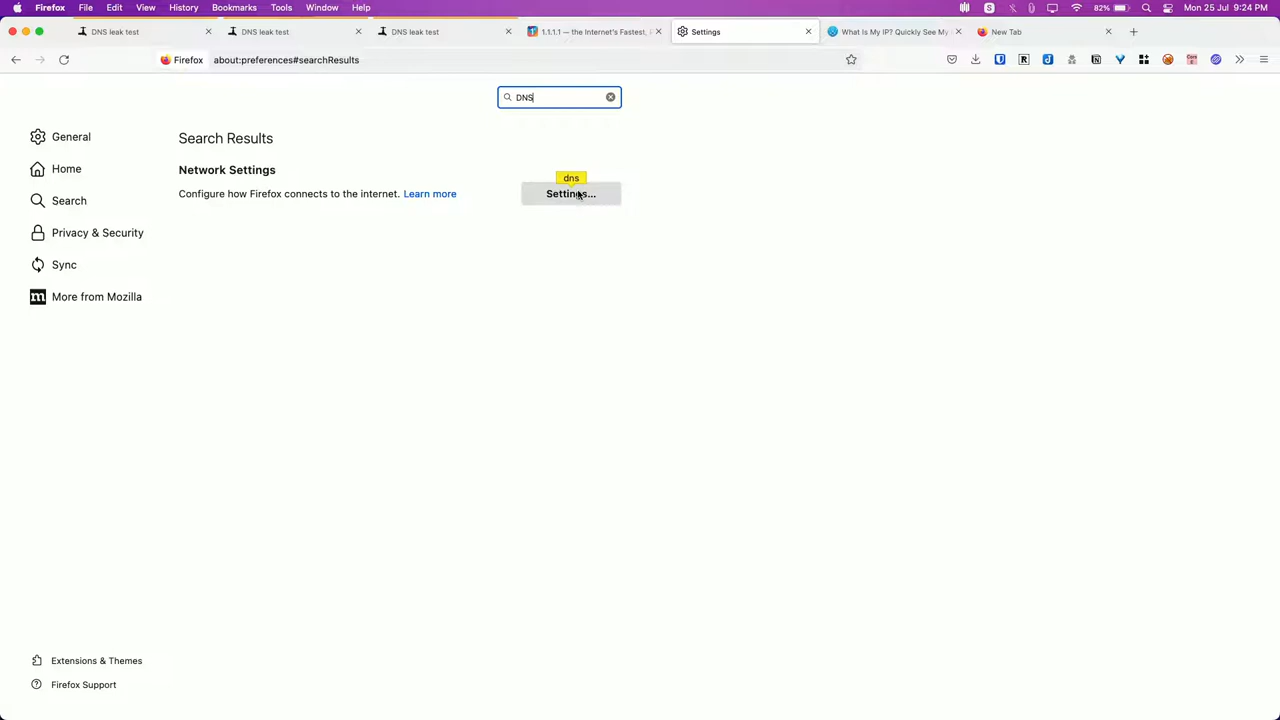 Firefox File Edit View History Bookmarks Tools Window Help 82% Mon 25 Jul 9:24 PM
DNS leak test DNS leak test DNS leak test 1.1.1.1 — the Internet's Fastest, Settings What Is My IP? Quickly See My New Tab
Firefox about:preferences#searchResults
DNS
General
Home
Search
Privacy & Security
Sync
More from Mozilla
Search Results
Network Settings
dns
Configure how Firefox connects to the internet. Learn more Settings...
Extensions & Themes
Firefox Support